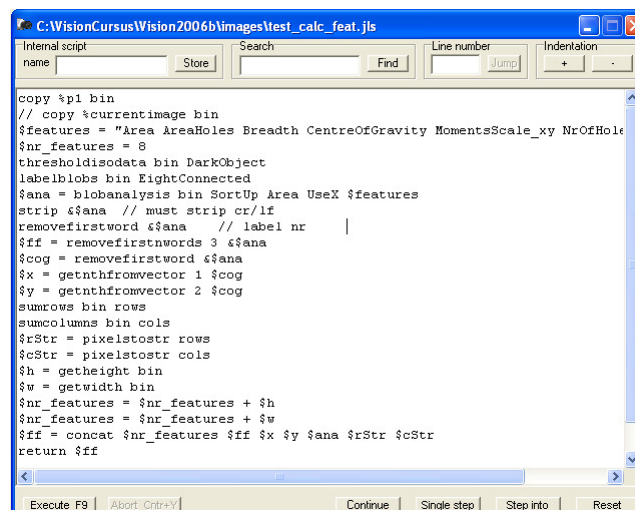 C:\VisionCursus\Vision2006b\images\test_calc_feat.jls
Internal script Search Line number Indentation
name Store Find Jump + -
copy %p1 bin
// copy %currentimage bin
$features = "Area AreaHoles Breadth CentreOfGravity MomentsScale_xy NrOfHole
$nr_features = 8
thresholdisodata bin DarkObject
labelblobs bin EightConnected
$ana = blobanalysis bin SortUp Area UseX $features
strip &$ana // must strip cr/lf
removefirstword &$ana // label nr
$ff = removefirstnwords 3 &$ana
$cog = removefirstword &$ana
$x = getnthfromvector 1 $cog
$y = getnthfromvector 2 $cog
sumrows bin rows
sumcolumns bin cols
$rStr = pixelstostr rows
$cStr = pixelstostr cols
$h = getheight bin
$w = getwidth bin
$nr_features = $nr_features + $h
$nr_features = $nr_features + $w
$ff = concat $nr_features $ff $x $y $ana $rStr $cStr
return $ff
Execute F9 Abort Cntr+Y Continue Single step Step into Reset